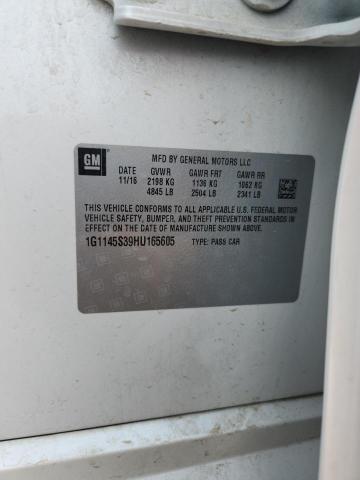 GM
MFD BY GENERAL MOTORS LLC
DATE GVWR GAWR FRT GAWR RR
11/16 2198 KG 1136 KG 1062 KG
4845 LB 2504 LB 2341 LB
THIS VEHICLE CONFORMS TO ALL APPLICABLE U.S. FEDERAL MOTOR
VEHICLE SAFETY, BUMPER, AND THEFT PREVENTION STANDARDS
IN EFFECT ON THE DATE OF MANUFACTURE SHOWN ABOVE.
1G1145S39HU165605 TYPE: PASS CAR